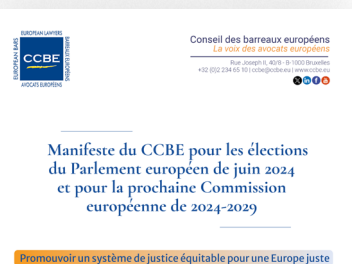 EUROPEAN LAWYERS
EUROPEAN BARS
CCBE
BARREAUX EUROPÉENS
AVOCATS EUROPÉENS
Conseil des barreaux européens
La voix des avocats européens
Rue Joseph II, 40/8 - B-1000 Bruxelles
+32 (0)2 234 65 10 | ccbe@ccbe.eu | www.ccbe.eu
Manifeste du CCBE pour les élections
du Parlement européen de juin 2024
et pour la prochaine Commission
européenne de 2024-2029
Promouvoir un système de justice équitable pour une Europe juste